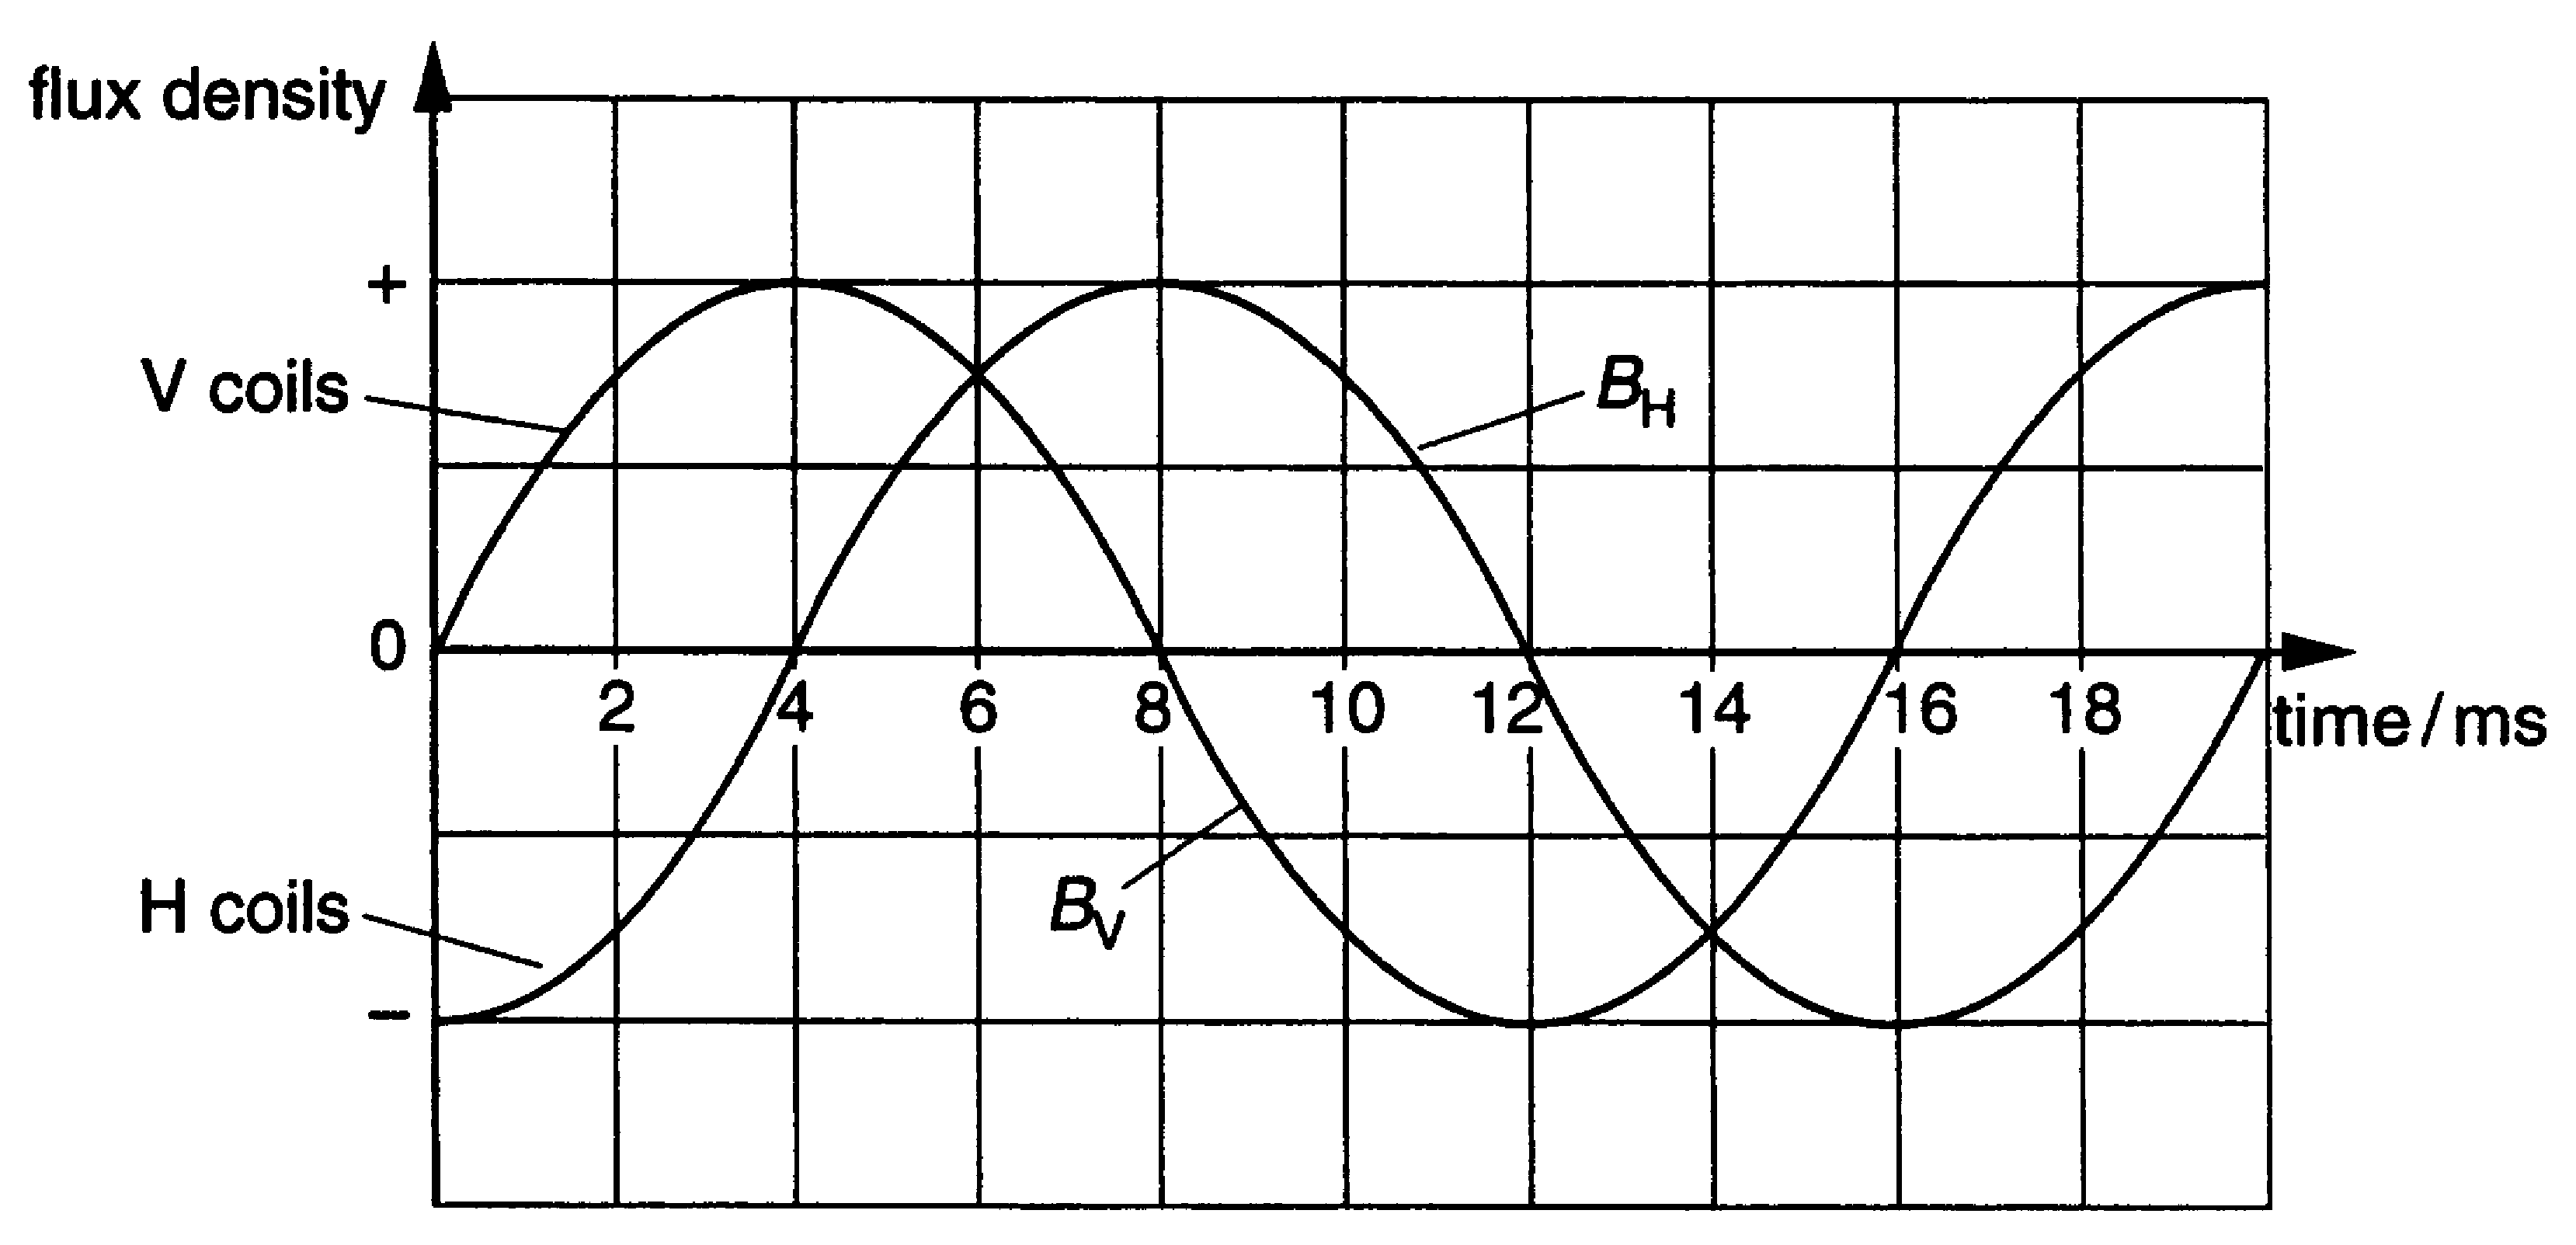 flux density
+
V coils
B_H
0
2 4 6 8 10 12 14 16 18
time / ms
B_V
H coils
−